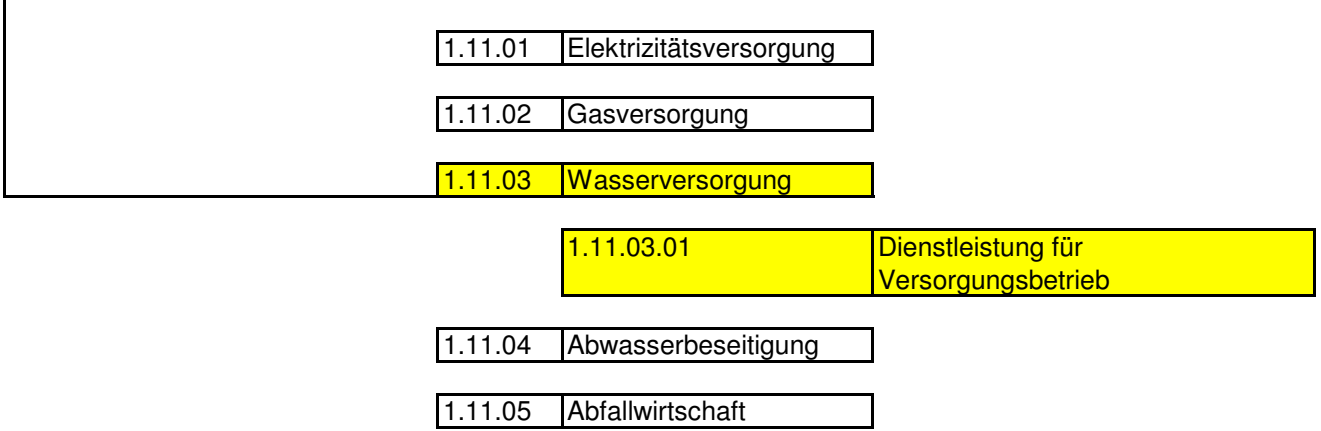 1.11.01 Elektrizitätsversorgung
1.11.02 Gasversorgung
1.11.03 Wasserversorgung
1.11.03.01 Dienstleistung für
Versorgungsbetrieb
1.11.04 Abwasserbeseitigung
1.11.05 Abfallwirtschaft